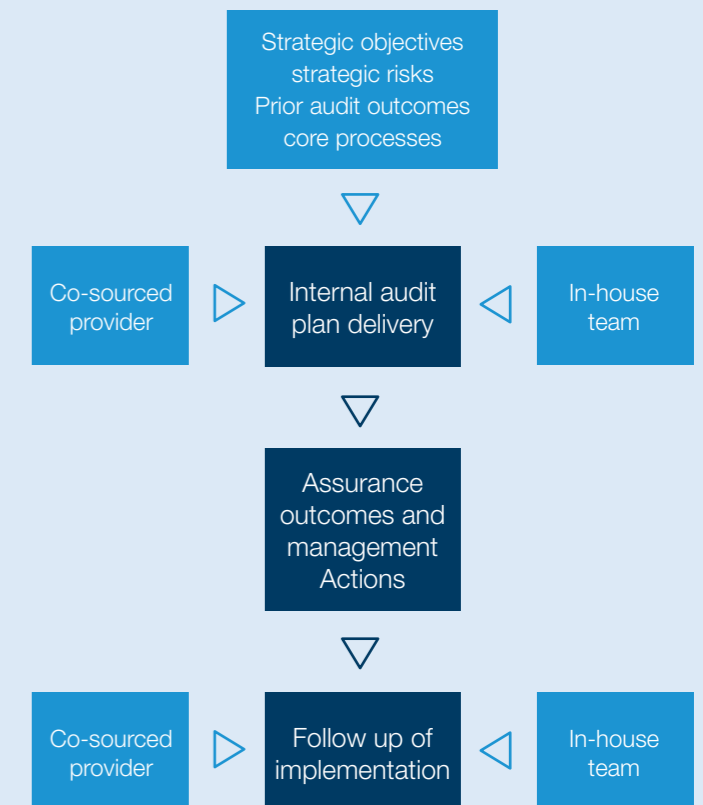 Strategic objectives
strategic risks
Prior audit outcomes
core processes
Co-sourced
provider
Internal audit
plan delivery
In-house
team
Assurance
outcomes and
management
Actions
Co-sourced
provider
Follow up of
implementation
In-house
team